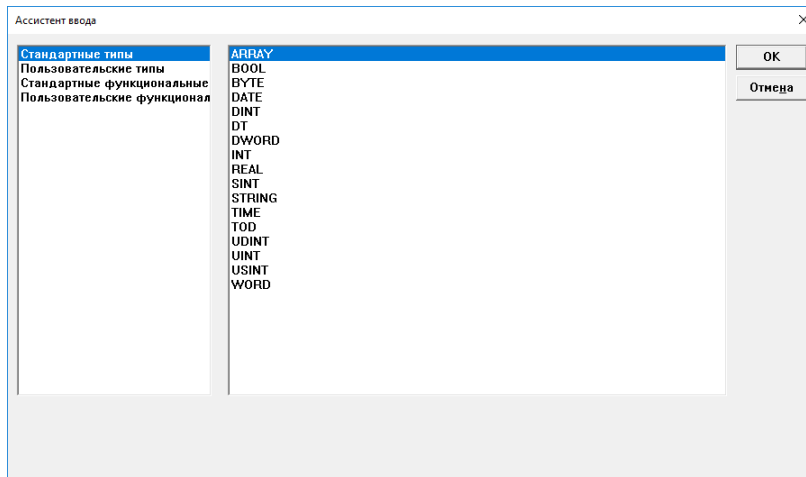 Ассистент ввода
Стандартные типы
Пользовательские типы
Стандартные функциональные
Пользовательские функционал
ARRAY
BOOL
BYTE
DATE
DINT
DT
DWORD
INT
REAL
SINT
STRING
TIME
TOD
UDINT
UINT
USINT
WORD
OK
Отмена